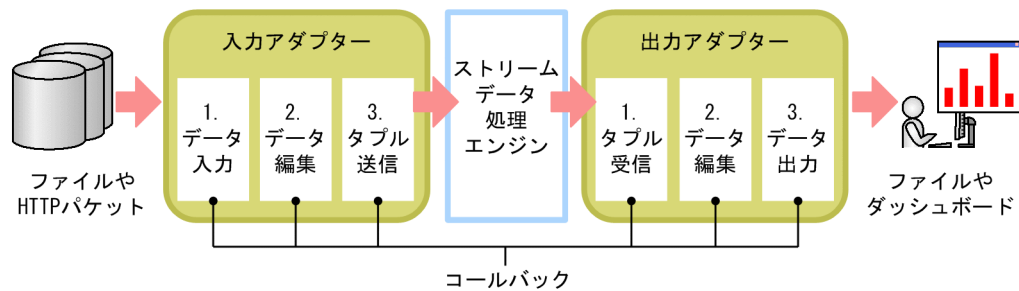 入力アダプター
1.
データ
入力
2.
データ
編集
3.
タプル
送信
ストリーム
データ
処理
エンジン
出力アダプター
1.
タプル
受信
2.
データ
編集
3.
データ
出力
ファイルや
HTTPパケット
ファイルや
ダッシュボード
コールバック